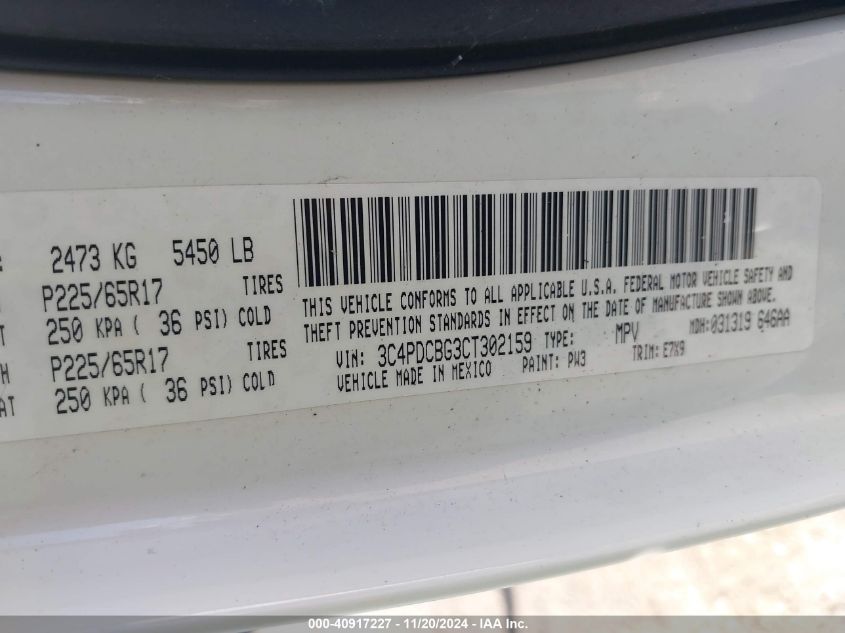 2473 KG 5450 LB
P225/65R17 TIRES
250 KPA ( 36 PSI) COLD
P225/65R17 TIRES
250 KPA ( 36 PSI) COLD
THIS VEHICLE CONFORMS TO ALL APPLICABLE U.S.A. FEDERAL MOTOR VEHICLE SAFETY AND
THEFT PREVENTION STANDARDS IN EFFECT ON THE DATE OF MANUFACTURE SHOWN ABOVE.
VIN: 3C4PDCBG3CT302159 TYPE: MPV MDH:031319 646AA
VEHICLE MADE IN MEXICO PAINT: PW3 TRIM: E7X9
000-40917227 - 11/20/2024 - IAA Inc.